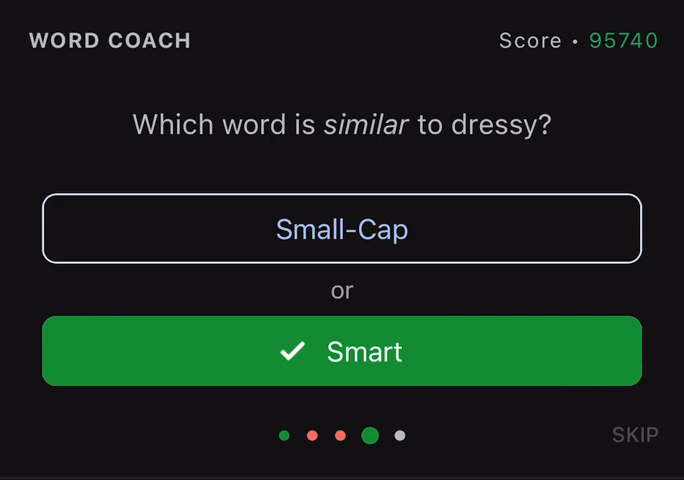 WORD COACH
Score • 95740
Which word is similar to dressy?
Small-Cap
or
Smart
SKIP